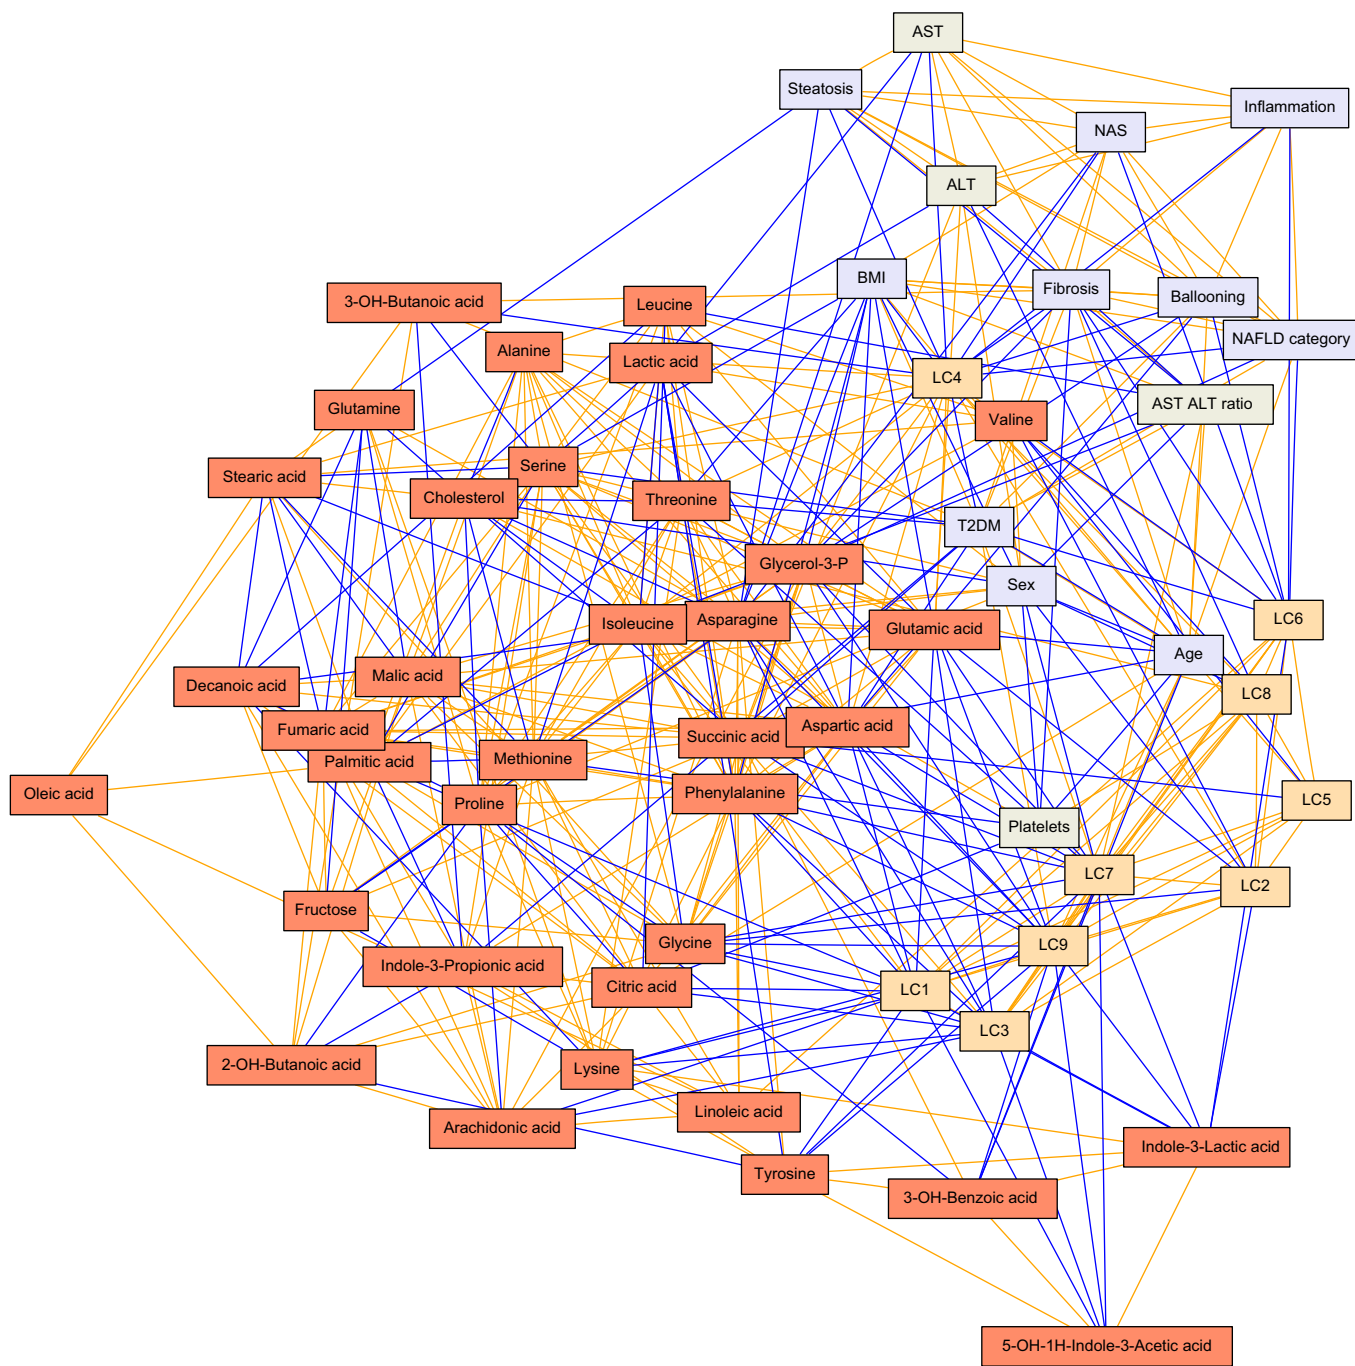 AST
Steatosis
Inflammation
NAS
ALT
BMI
Fibrosis
Ballooning
3-OH-Butanoic acid
Leucine
NAFLD category
Alanine
Lactic acid
LC4
AST ALT ratio
Glutamine
Valine
Serine
Stearic acid
Cholesterol
Threonine
T2DM
Glycerol-3-P
Sex
LC6
Isoleucine
Asparagine
Glutamic acid
Age
Malic acid
Decanoic acid
LC8
Fumaric acid
Succinic acid
Aspartic acid
Palmitic acid
Methionine
Oleic acid
Phenylalanine
LC5
Proline
Platelets
LC7
LC2
Fructose
Glycine
LC9
Indole-3-Propionic acid
Citric acid
LC1
LC3
2-OH-Butanoic acid
Lysine
Linoleic acid
Arachidonic acid
Indole-3-Lactic acid
Tyrosine
3-OH-Benzoic acid
5-OH-1H-Indole-3-Acetic acid